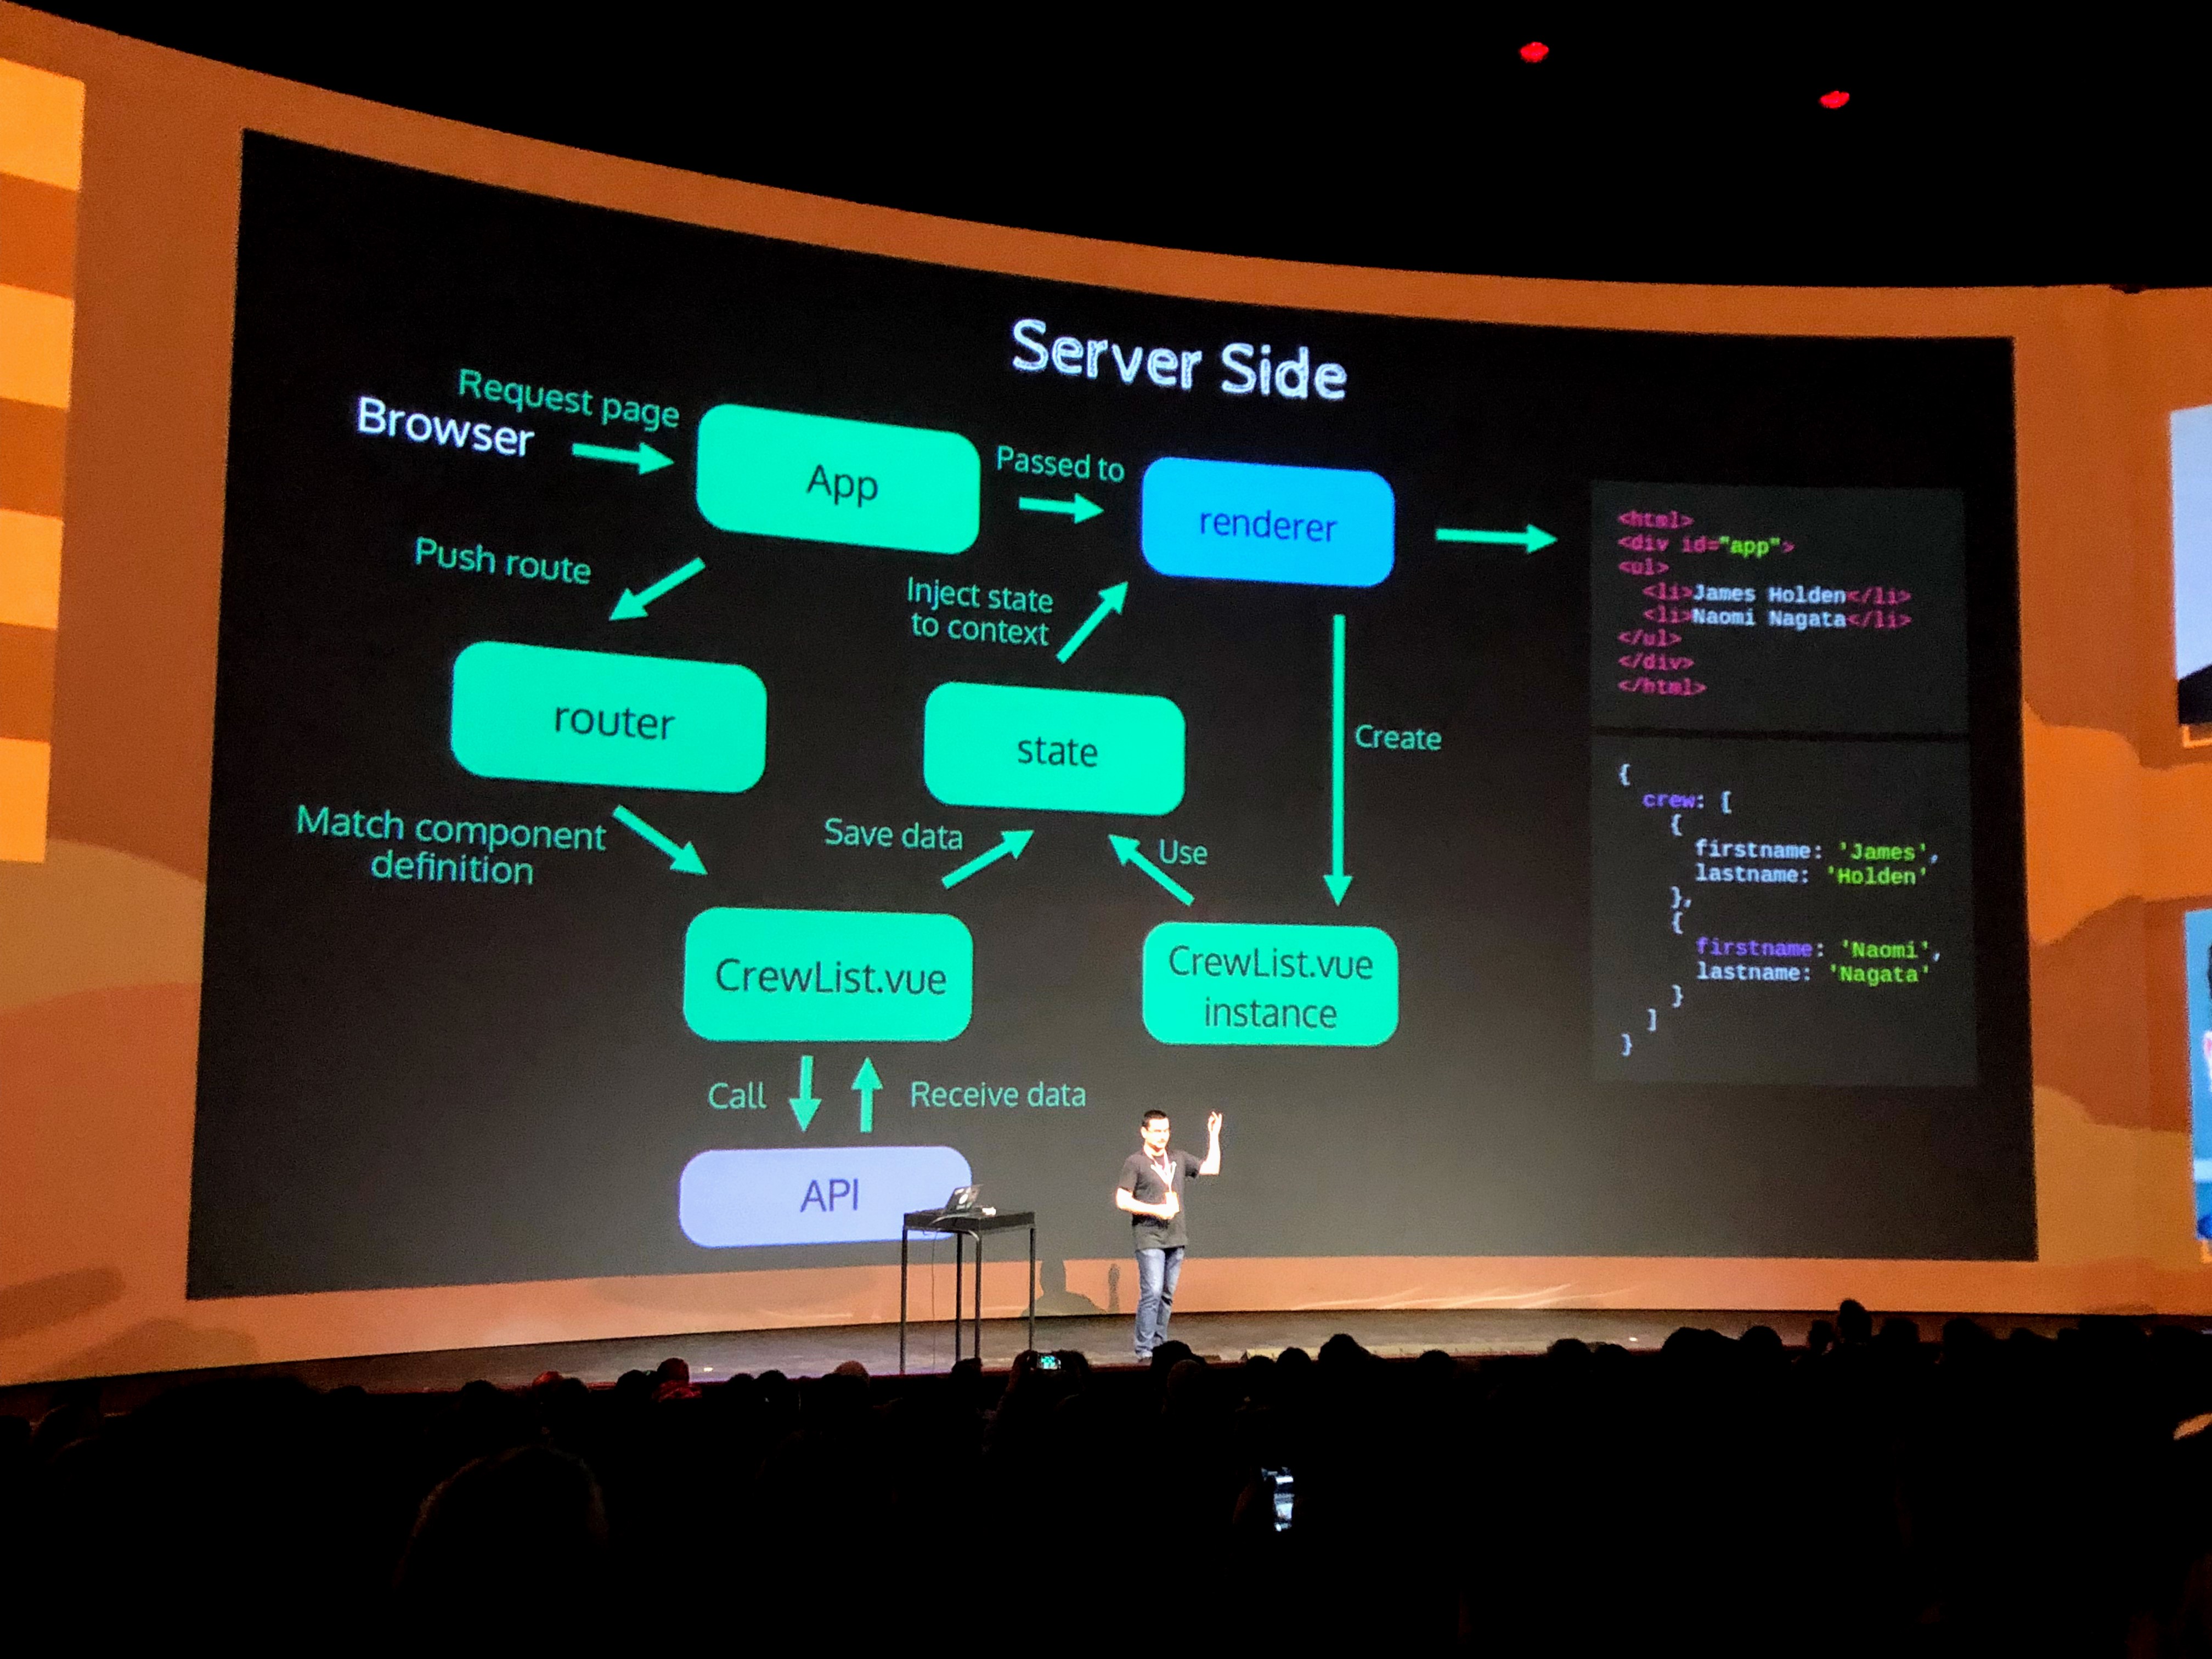 Server Side
Request page
Browser
App
Passed to
renderer
Push route
Inject state
to context
router
state
Create
Match component
definition
Save data
Use
CrewList.vue
CrewList.vue
instance
Call
Receive data
API
<html>
<div id="app">
<ul>
<li>James Holden</li>
<li>Naomi Nagata</li>
</ul>
</div>
</html>
{
crew: [
{
firstname: 'James',
lastname: 'Holden'
},
{
firstname: 'Naomi',
lastname: 'Nagata'
}
]
}